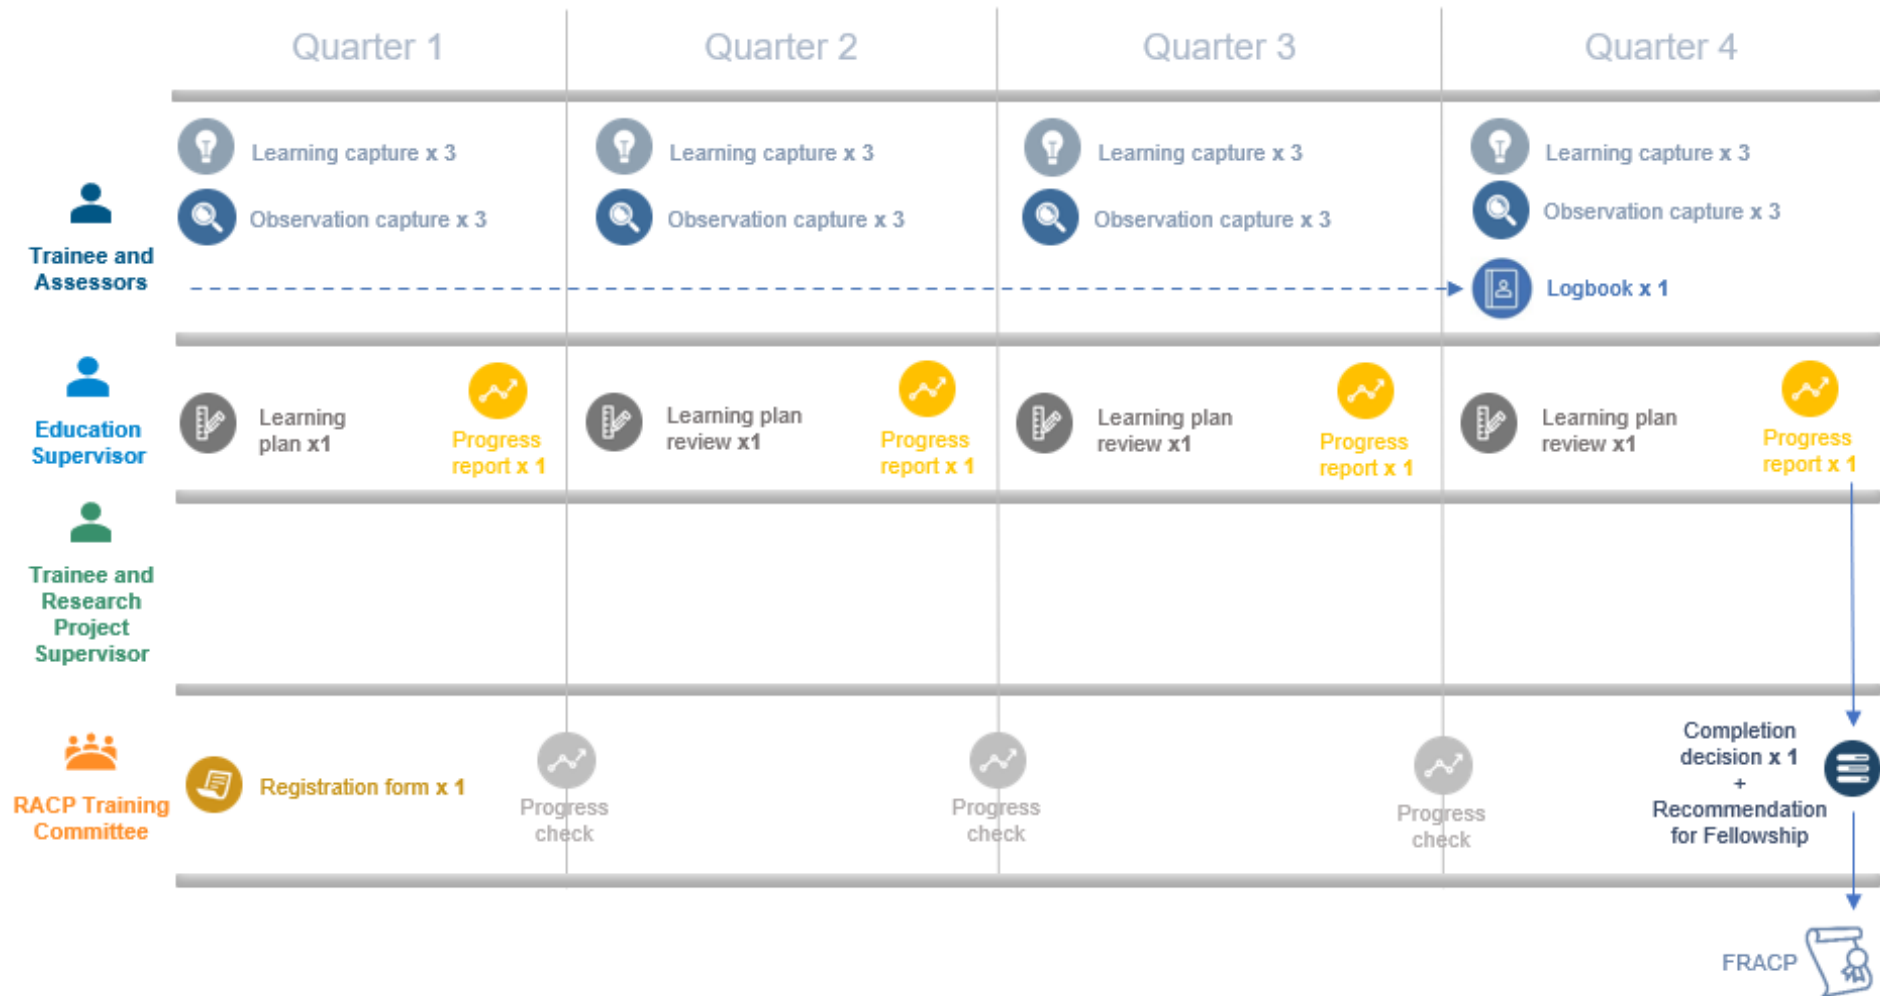 Quarter 1
Quarter 2
Quarter 3
Quarter 4
Trainee and
Assessors
Learning capture x 3
Learning capture x 3
Learning capture x 3
Learning capture x 3
Observation capture x 3
Observation capture x 3
Observation capture x 3
Observation capture x 3
Logbook x 1
Education
Supervisor
Learning
plan x1
Progress
report x 1
Learning plan
review x1
Progress
report x 1
Learning plan
review x1
Progress
report x 1
Learning plan
review x1
Progress
report x 1
Trainee and
Research
Project
Supervisor
RACP Training
Committee
Registration form x 1
Progress
check
Progress
check
Progress
check
Completion
decision x 1
+
Recommendation
for Fellowship
FRACP